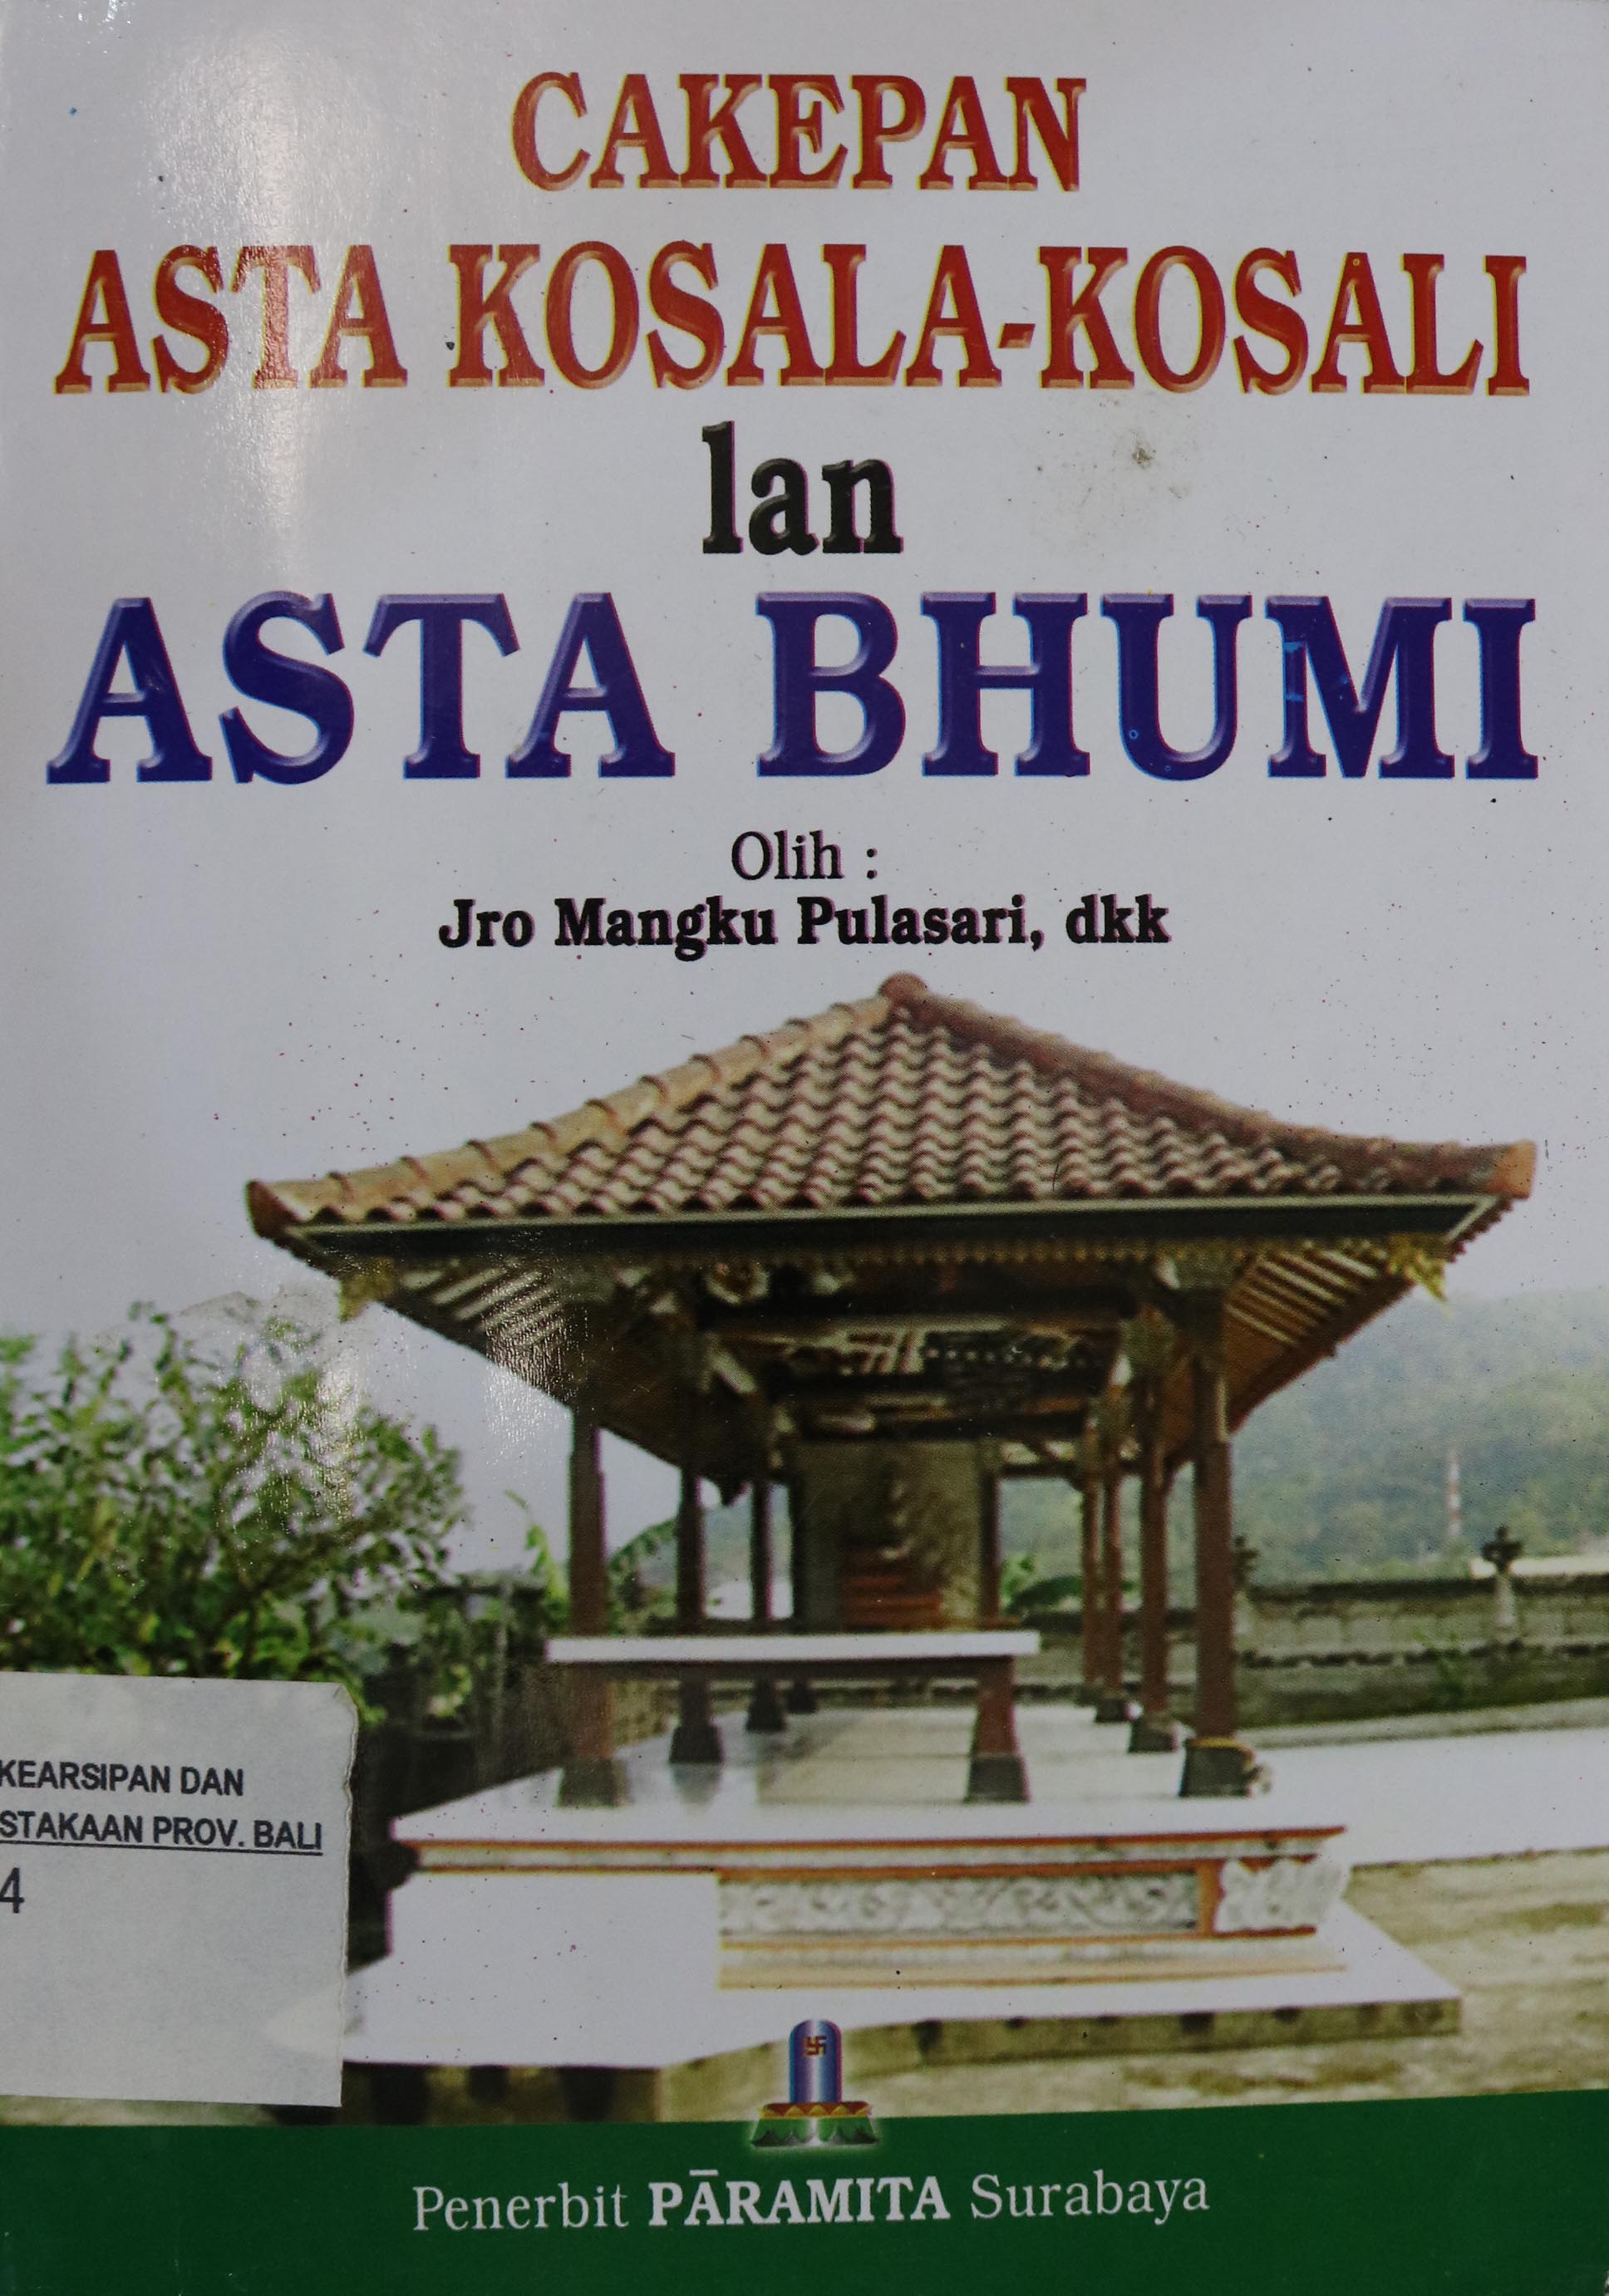 CAKEPAN
ASTA KOSALA-KOSALI
lan
ASTA BHUMI
Olih :
Jro Mangku Pulasari, dkk
KEARSIPAN DAN
STAKAAN PROV. BALI
4
Penerbit PĀRAMITA Surabaya